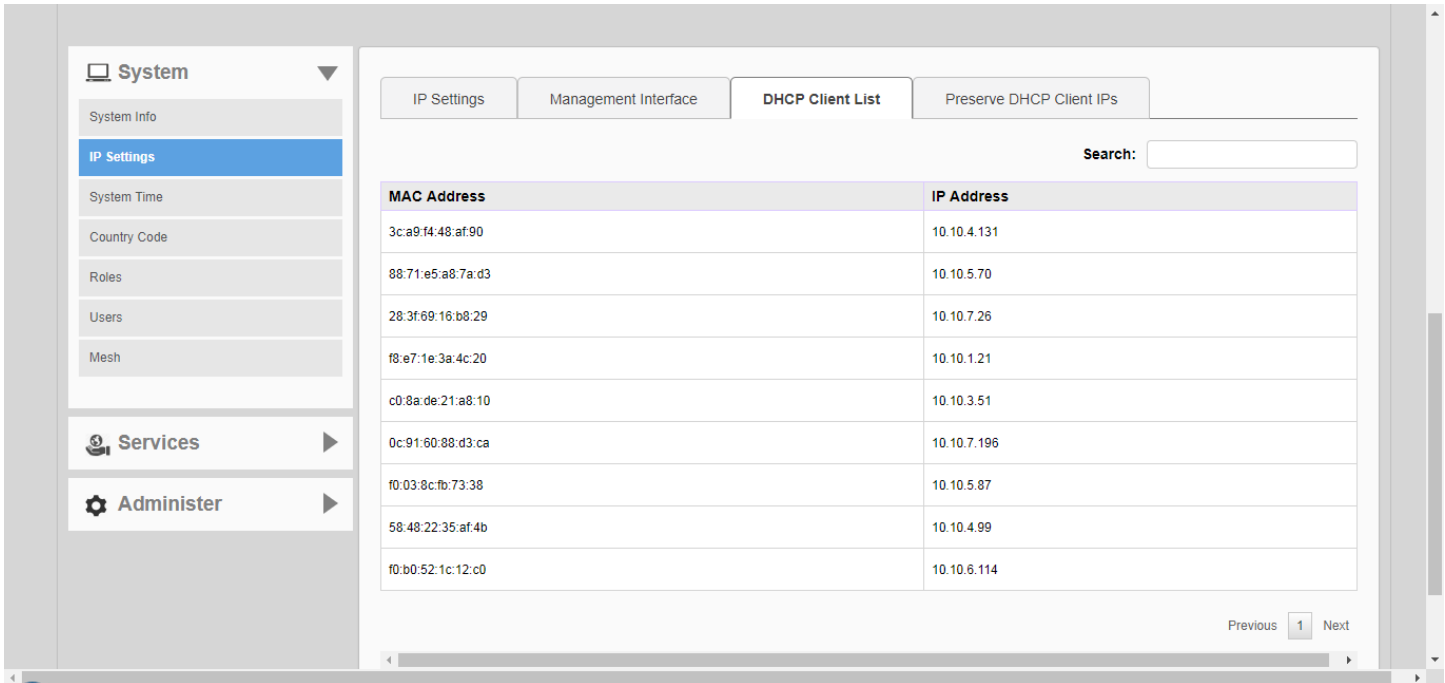 System
System Info
IP Settings
System Time
Country Code
Roles
Users
Mesh
Services
Administer
IP Settings Management Interface DHCP Client List Preserve DHCP Client IPs
Search:
MAC Address IP Address
3c:a9:f4:48:af:90 10.10.4.131
88:71:e5:a8:7a:d3 10.10.5.70
28:3f:69:16:b8:29 10.10.7.26
f8:e7:1e:3a:4c:20 10.10.1.21
c0:8a:de:21:a8:10 10.10.3.51
0c:91:60:88:d3:ca 10.10.7.196
f0:03:8c:fb:73:38 10.10.5.87
58:48:22:35:af:4b 10.10.4.99
f0:b0:52:1c:12:c0 10.10.6.114
Previous 1 Next